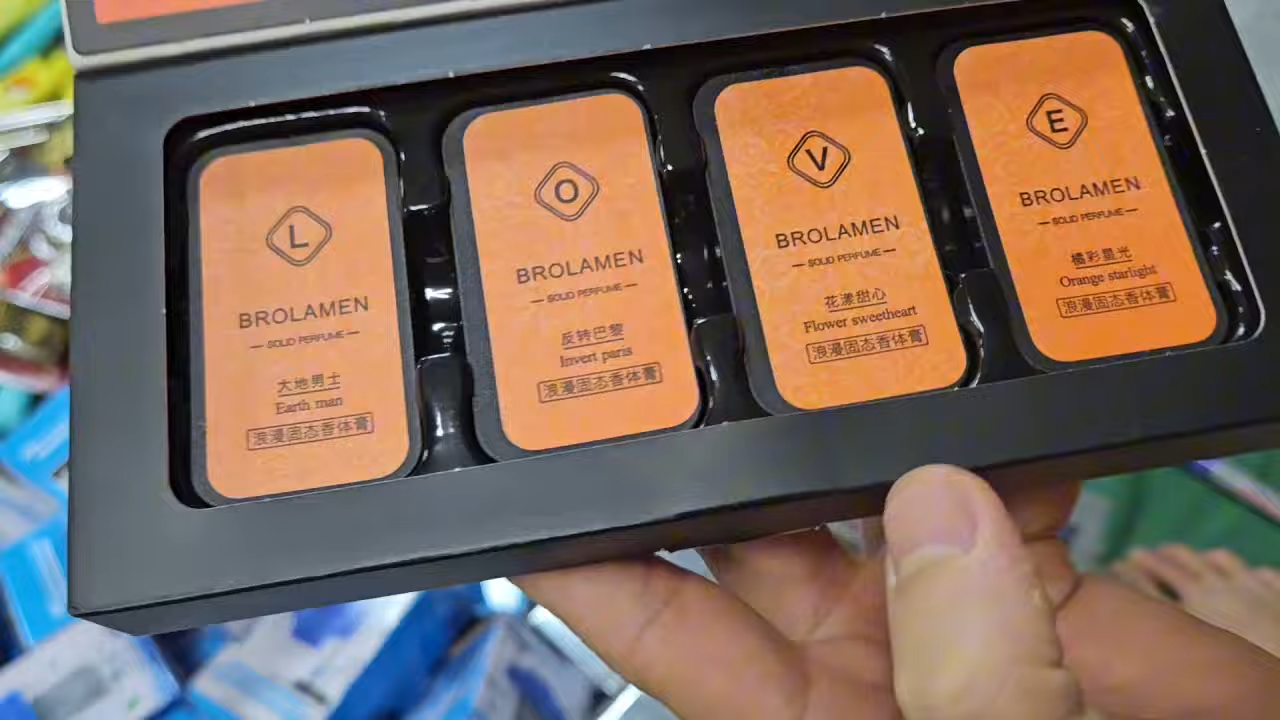 L
BROLAMEN
SOLID PERFUME
大地男士
Earth man
浪漫固态香体膏
O
BROLAMEN
SOLID PERFUME
反转巴黎
Invert paris
浪漫固态香体膏
V
BROLAMEN
SOLID PERFUME
花漾甜心
Flower sweetheart
浪漫固态香体膏
E
BROLAMEN
SOLID PERFUME
橘彩星光
Orange starlight
浪漫固态香体膏